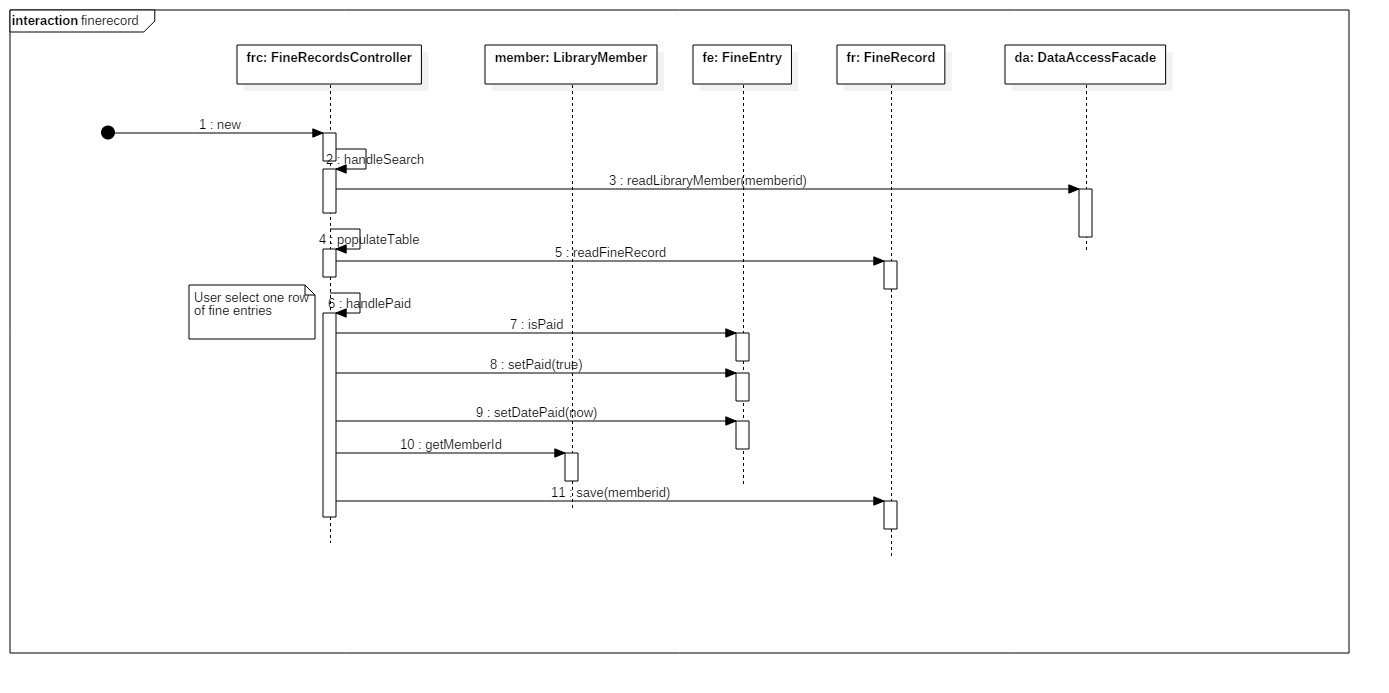 interaction finerecord
frc: FineRecordsController
member: LibraryMember
fe: FineEntry
fr: FineRecord
da: DataAccessFacade
1 : new
2 : handleSearch
3 : readLibraryMember(memberid)
4 : populateTable
5 : readFineRecord
User select one row
of fine entries
6 : handlePaid
7 : isPaid
8 : setPaid(true)
9 : setDatePaid(now)
10 : getMemberId
11 : save(memberid)